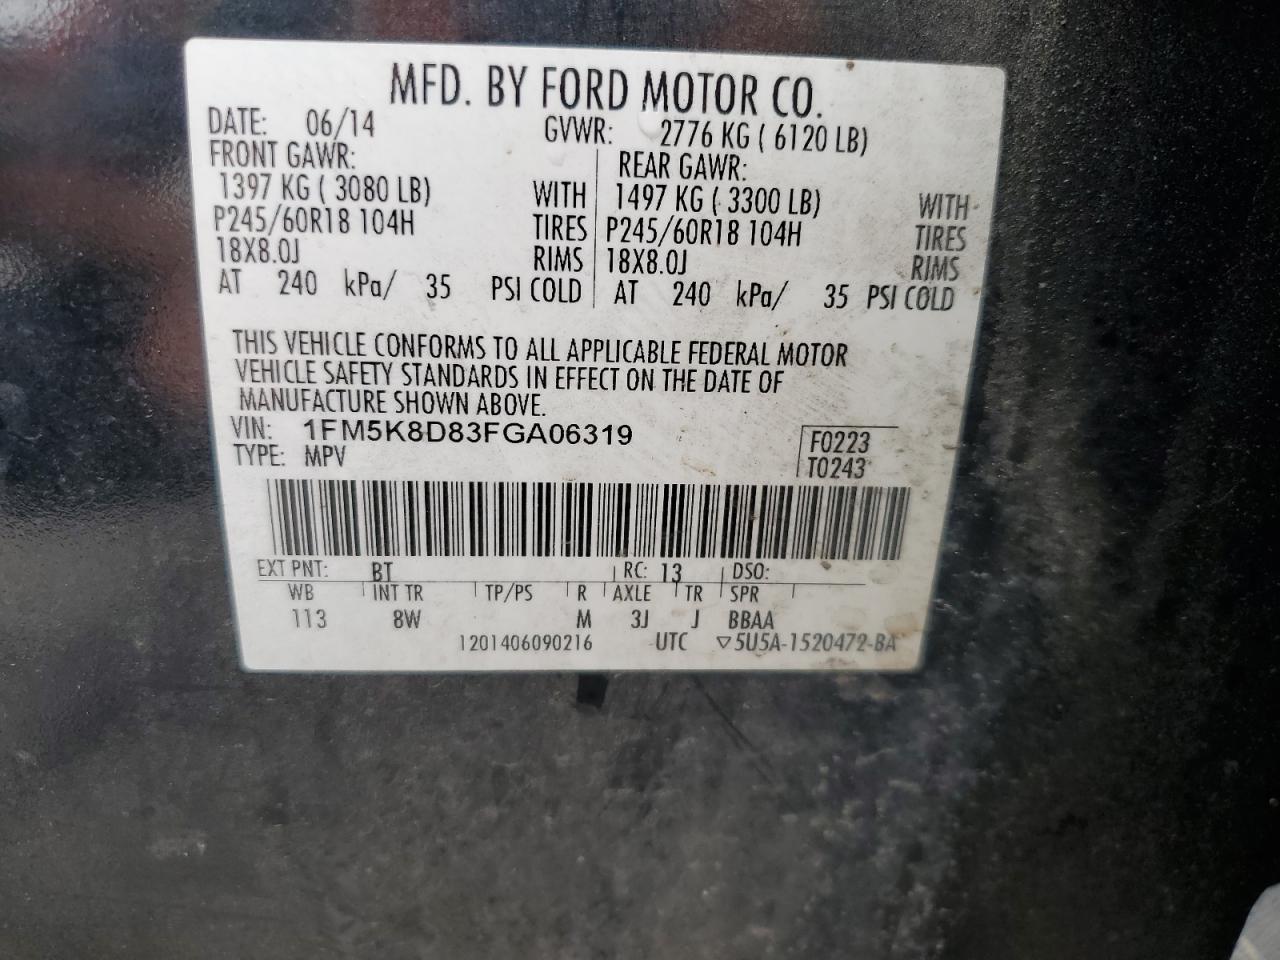 MFD. BY FORD MOTOR CO.
DATE: 06/14 GVWR: 2776 KG ( 6120 LB)
FRONT GAWR: REAR GAWR:
1397 KG ( 3080 LB) WITH 1497 KG ( 3300 LB) WITH
P245/60R18 104H TIRES P245/60R18 104H TIRES
18X8.0J RIMS 18X8.0J RIMS
AT 240 kPa/ 35 PSI COLD AT 240 kPa/ 35 PSI COLD
THIS VEHICLE CONFORMS TO ALL APPLICABLE FEDERAL MOTOR
VEHICLE SAFETY STANDARDS IN EFFECT ON THE DATE OF
MANUFACTURE SHOWN ABOVE.
VIN: 1FM5K8D83FGA06319 F0223
TYPE: MPV T0243
EXT PNT: BT RC: 13 DSO:
WB INT TR TP/PS R AXLE TR SPR
113 8W M 3J J BBAA
1201406090216 UTC ▽5U5A-1520472-BA